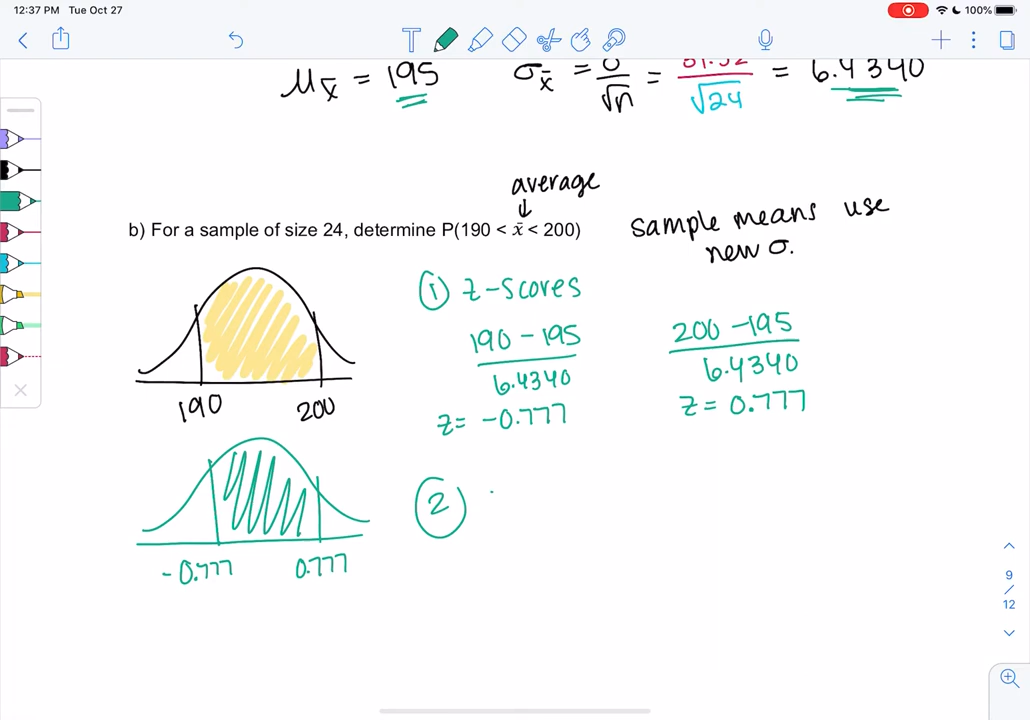 12:37 PM Tue Oct 27
100%
μx̄ = 195 σx̄ = σ/√n = /√24 = 6.4340
average
b) For a sample of size 24, determine P(190 < x̄ < 200)
sample means use
new σ.
① z-scores
190 - 195
6.4340
z = -0.777
200 - 195
6.4340
z = 0.777
190 200
-0.777 0.777
②
9
/
12